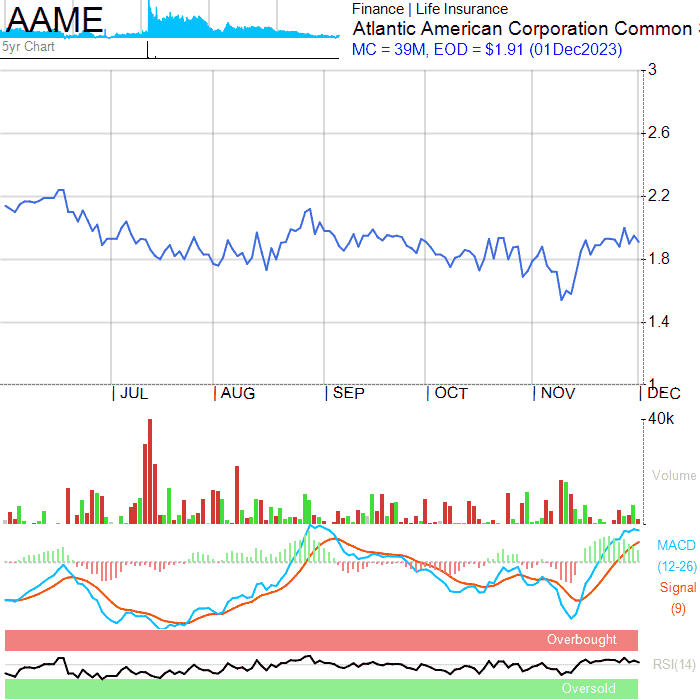 AAME
5yr Chart
Finance | Life Insurance
Atlantic American Corporation Common
MC = 39M, EOD = $1.91 (01Dec2023)
3
2.6
2.2
1.8
1.4
1
JUL AUG SEP OCT NOV DEC
40k
Volume
MACD
(12-26)
Signal
(9)
Overbought
RSI(14)
Oversold